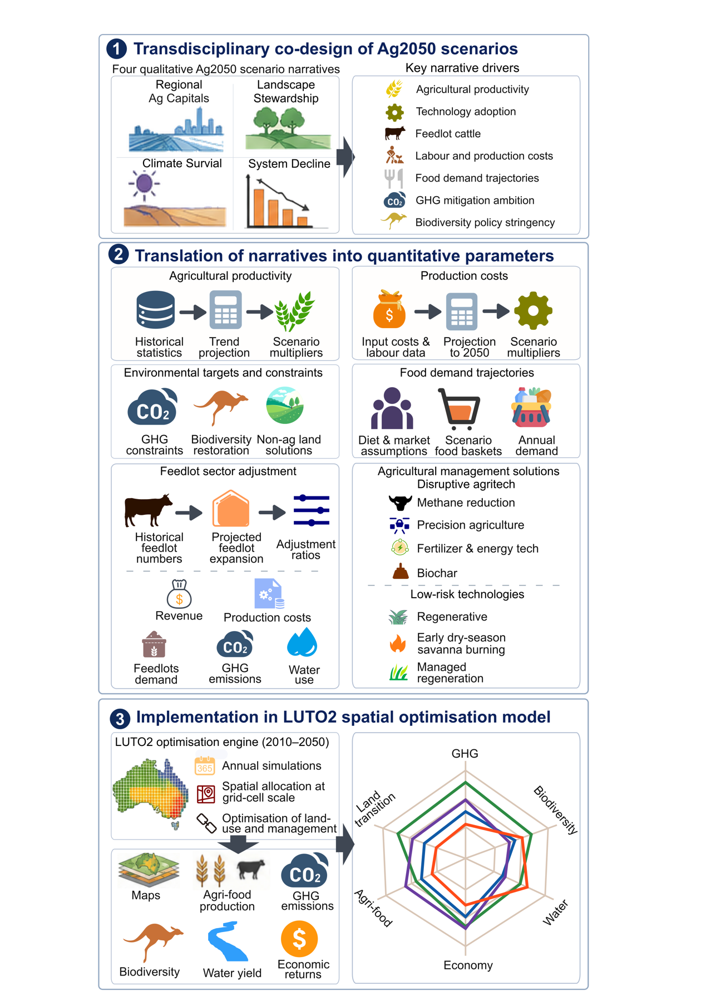 1 Transdisciplinary co-design of Ag2050 scenarios
Four qualitative Ag2050 scenario narratives
Regional
Ag Capitals
Landscape
Stewardship
Climate Survial
System Decline
Key narrative drivers
Agricultural productivity
Technology adoption
Feedlot cattle
Labour and production costs
Food demand trajectories
CO2
GHG mitigation ambition
Biodiversity policy stringency
2 Translation of narratives into quantitative parameters
Agricultural productivity
Historical
statistics
Trend
projection
Scenario
multipliers
Production costs
$
Input costs &
labour data
Projection
to 2050
Scenario
multipliers
Environmental targets and constraints
CO2
GHG
constraints
Biodiversity
restoration
Non-ag land
solutions
Food demand trajectories
Diet & market
assumptions
Scenario
food baskets
Annual
demand
Feedlot sector adjustment
Historical
feedlot
numbers
Projected
feedlot
expansion
Adjustment
ratios
$
Revenue
Production costs
Feedlots
demand
CO2
GHG
emissions
Water
use
Agricultural management solutions
Disruptive agritech
Methane reduction
Precision agriculture
Fertilizer & energy tech
Biochar
Low-risk technologies
Regenerative
Early dry-season
savanna burning
Managed
regeneration
3 Implementation in LUTO2 spatial optimisation model
LUTO2 optimisation engine (2010–2050)
365
Annual simulations
Spatial allocation at
grid-cell scale
Optimisation of land-
use and management
Maps
Agri-food
production
CO2
GHG
emissions
Biodiversity
Water yield
$
Economic
returns
GHG
Biodiversity
Water
Economy
Agri-food
Land
transition